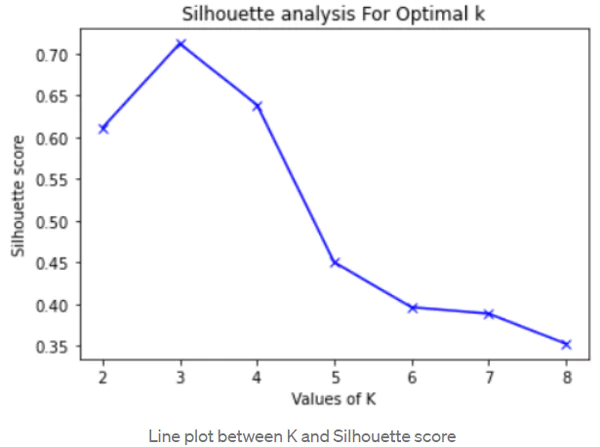 Silhouette analysis For Optimal k
Silhouette score
0.70
0.65
0.60
0.55
0.50
0.45
0.40
0.35
2 3 4 5 6 7 8
Values of K
Line plot between K and Silhouette score